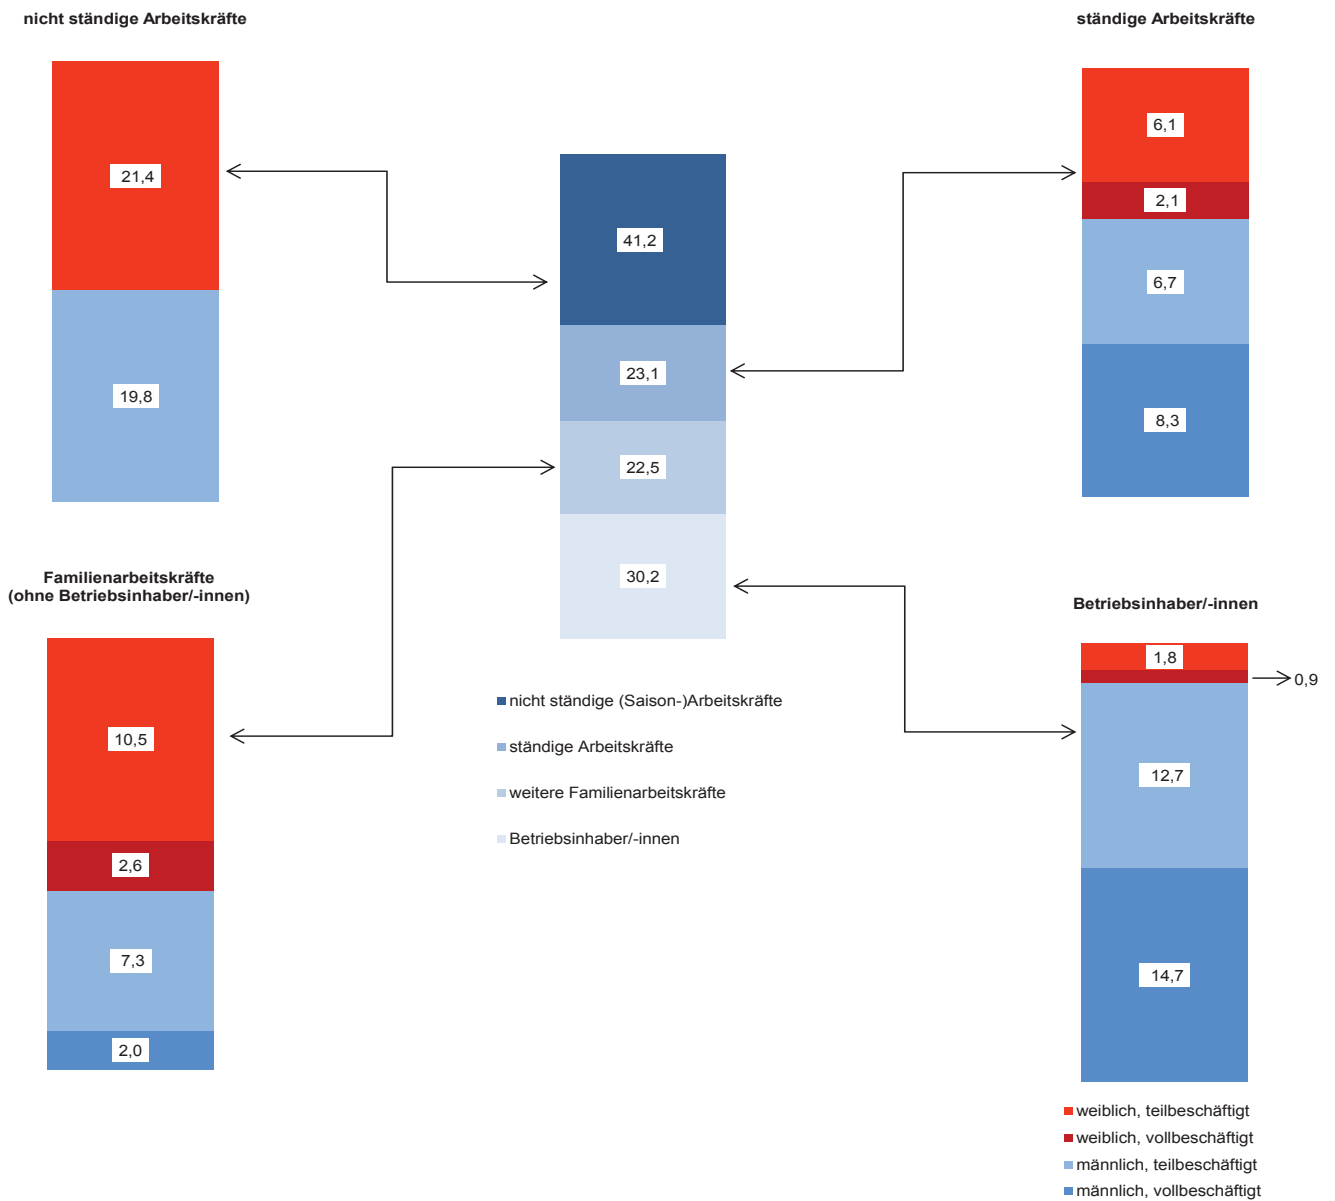 nicht ständige Arbeitskräfte
21,4
19,8
41,2
23,1
22,5
30,2
ständige Arbeitskräfte
6,1
2,1
6,7
8,3
Familienarbeitskräfte
(ohne Betriebsinhaber/-innen)
10,5
2,6
7,3
2,0
nicht ständige (Saison-)Arbeitskräfte
ständige Arbeitskräfte
weitere Familienarbeitskräfte
Betriebsinhaber/-innen
Betriebsinhaber/-innen
1,8
0,9
12,7
14,7
weiblich, teilbeschäftigt
weiblich, vollbeschäftigt
männlich, teilbeschäftigt
männlich, vollbeschäftigt